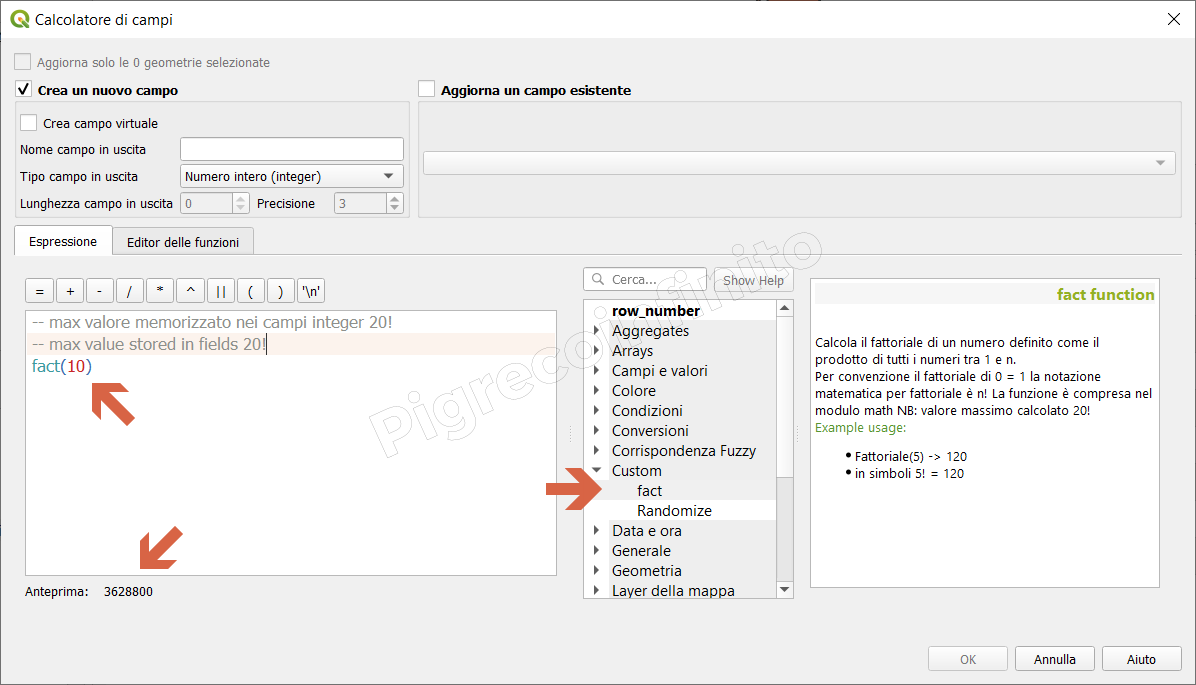 Calcolatore di campi
Aggiorna solo le 0 geometrie selezionate
Crea un nuovo campo
Aggiorna un campo esistente
Crea campo virtuale
Nome campo in uscita
Tipo campo in uscita Numero intero (integer)
Lunghezza campo in uscita 0 Precisione 3
Espressione Editor delle funzioni
= + - / * ^ || ( ) '\n'
-- max valore memorizzato nei campi integer 20!
-- max value stored in fields 20!
fact(10)
Anteprima: 3628800
Cerca... Show Help
row_number
Aggregates
Arrays
Campi e valori
Colore
Condizioni
Conversioni
Corrispondenza Fuzzy
Custom
fact
Randomize
Data e ora
Generale
Geometria
Layer della mappa
fact function
Calcola il fattoriale di un numero definito come il
prodotto di tutti i numeri tra 1 e n.
Per convenzione il fattoriale di 0 = 1 la notazione
matematica per fattoriale è n! La funzione è compresa nel
modulo math NB: valore massimo calcolato 20!
Example usage:
Fattoriale(5) -> 120
in simboli 5! = 120
Pigrecoinfinito
OK Annulla Aiuto